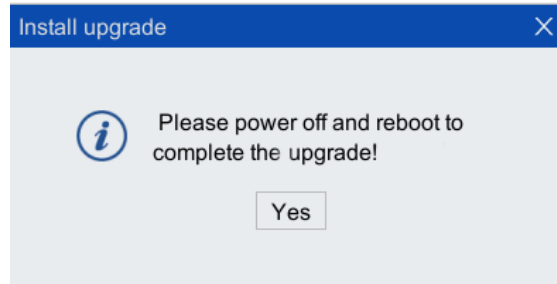 Install upgrade
Please power off and reboot to
complete the upgrade!
Yes